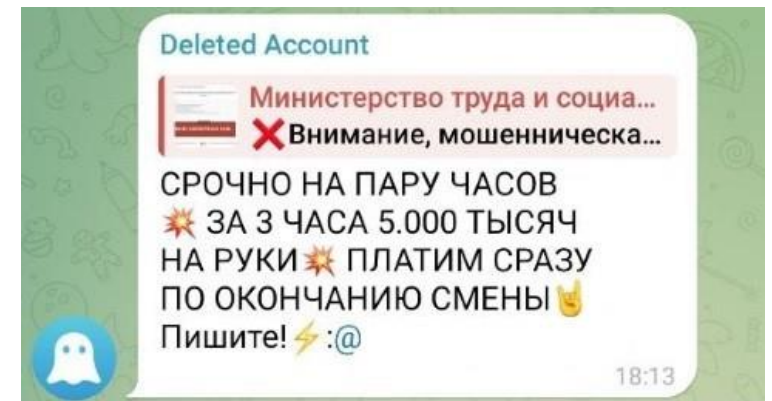 Deleted Account
Министерство труда и социа...
❌Внимание, мошенническа...
СРОЧНО НА ПАРУ ЧАСОВ
💥 ЗА 3 ЧАСА 5.000 ТЫСЯЧ
НА РУКИ💥 ПЛАТИМ СРАЗУ
ПО ОКОНЧАНИЮ СМЕНЫ🤘
Пишите!⚡:@
18:13